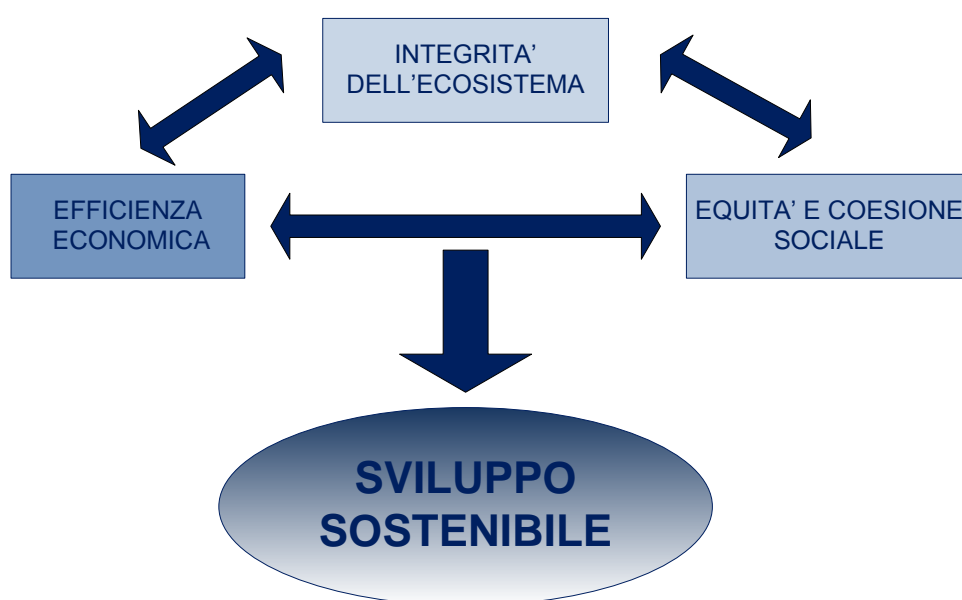 INTEGRITA’
DELL’ECOSISTEMA
EFFICIENZA
ECONOMICA
EQUITA’ E COESIONE
SOCIALE
SVILUPPO
SOSTENIBILE